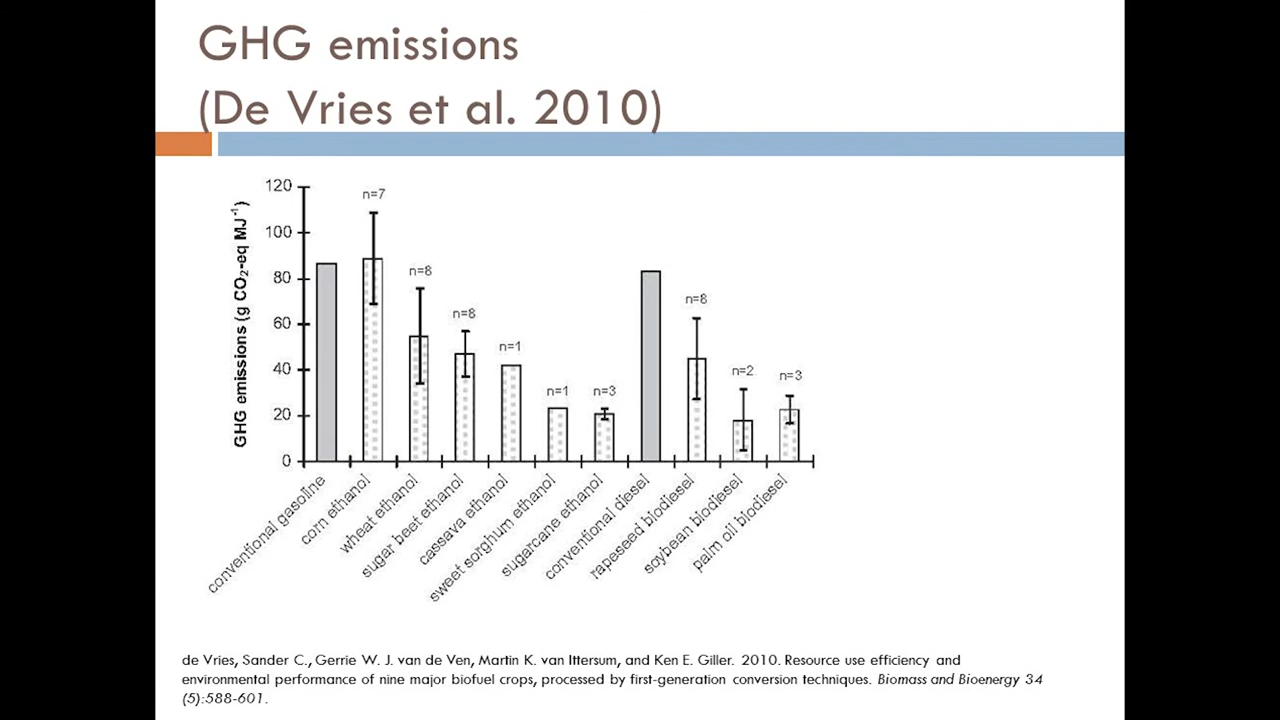 GHG emissions
(De Vries et al. 2010)
GHG emissions (g CO₂-eq MJ⁻¹)
120
100
80
60
40
20
0
n=7
n=8
n=8
n=1
n=1
n=3
n=8
n=2
n=3
conventional gasoline
corn ethanol
wheat ethanol
sugar beet ethanol
cassava ethanol
sweet sorghum ethanol
sugarcane ethanol
conventional diesel
rapeseed biodiesel
soybean biodiesel
palm oil biodiesel
de Vries, Sander C., Gerrie W. J. van de Ven, Martin K. van Ittersum, and Ken E. Giller. 2010. Resource use efficiency and
environmental performance of nine major biofuel crops, processed by first-generation conversion techniques. Biomass and Bioenergy 34
(5):588-601.